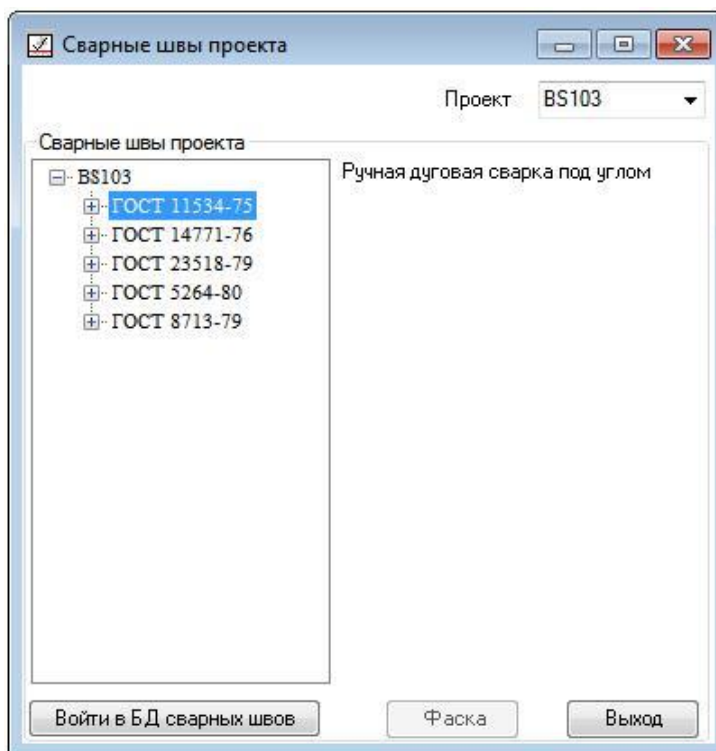 Сварные швы проекта
Проект BS103
Сварные швы проекта
BS103
ГОСТ 11534-75
ГОСТ 14771-76
ГОСТ 23518-79
ГОСТ 5264-80
ГОСТ 8713-79
Ручная дуговая сварка под углом
Войти в БД сварных швов
Фаска
Выход